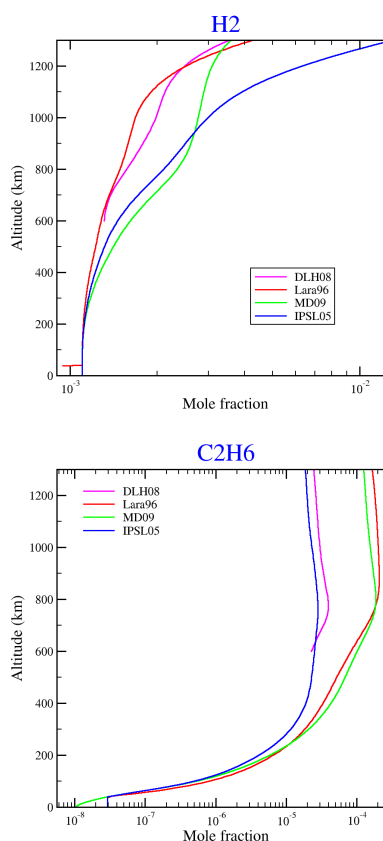 H2
1200
1000
800
600
400
200
0
Altitude (km)
DLH08
Lara96
MD09
IPSL05
10^-3
10^-2
Mole fraction
C2H6
DLH08
Lara96
MD09
IPSL05
1200
1000
800
600
400
200
0
Altitude (km)
10^-8
10^-7
10^-6
10^-5
10^-4
Mole fraction